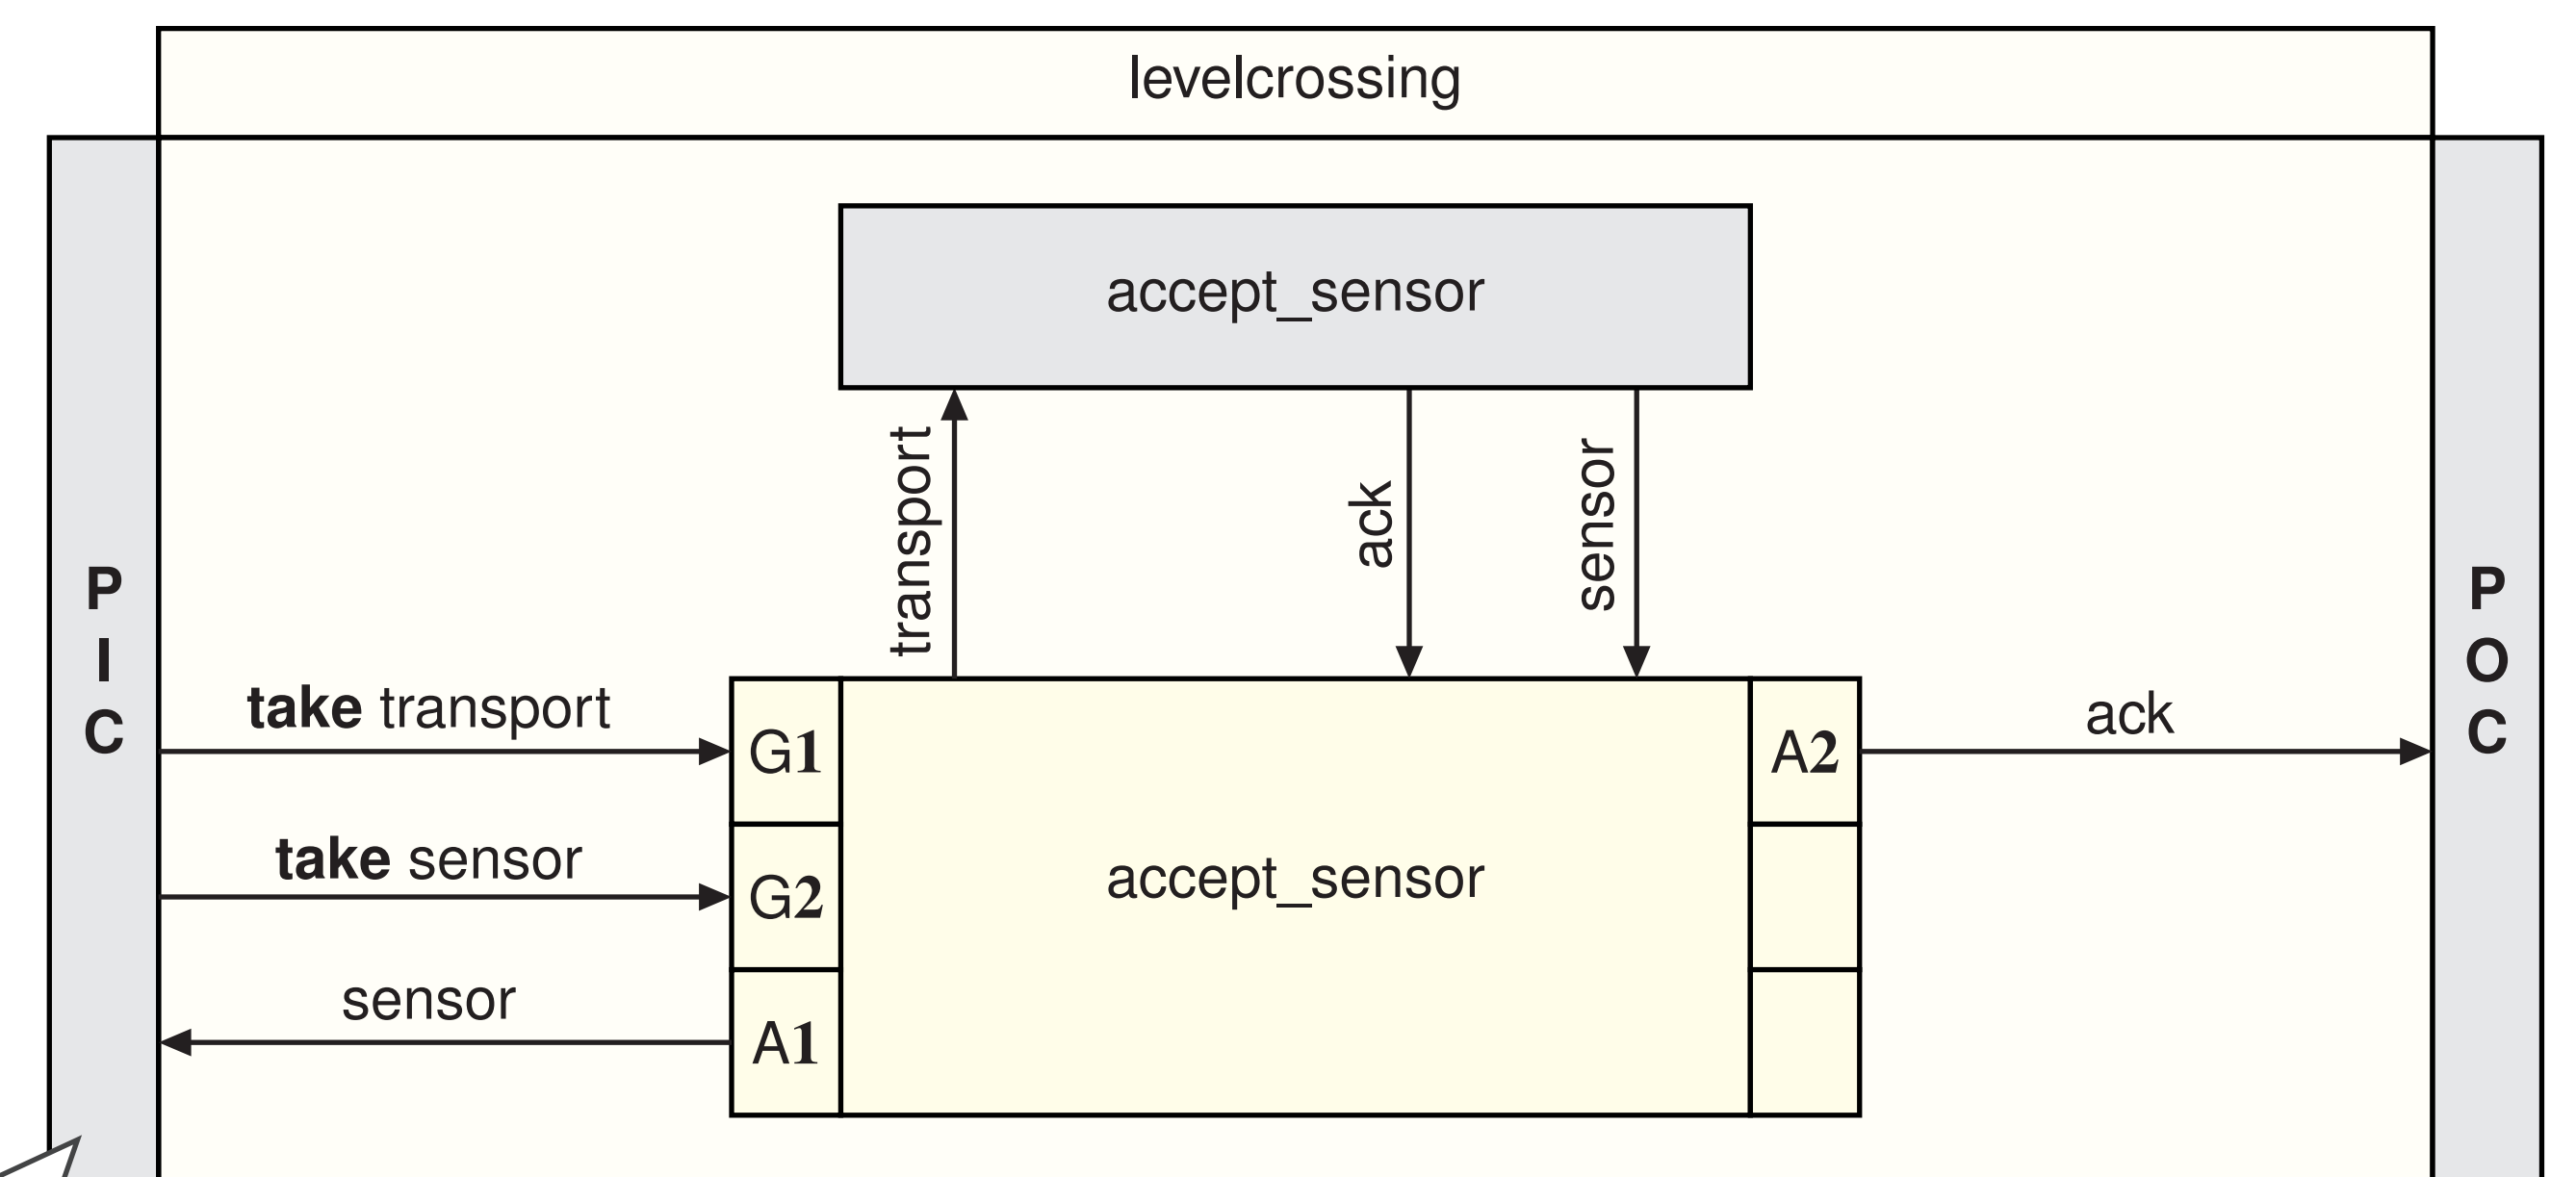 levelcrossing
accept_sensor
transport
ack
sensor
P
I
C
P
O
C
take transport
G1
A2
ack
take sensor
G2
accept_sensor
sensor
A1